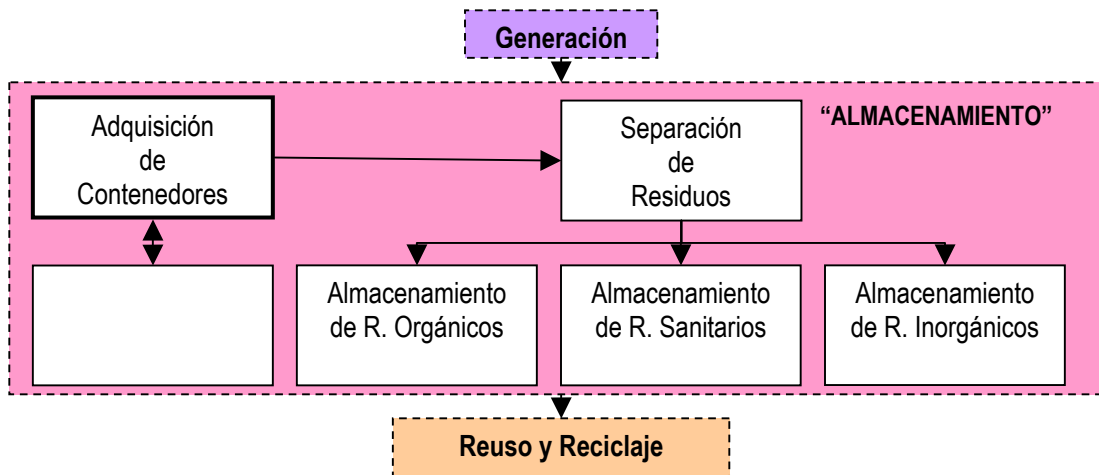 Generación
“ALMACENAMIENTO”
Adquisición
de
Contenedores
Separación
de
Residuos
Almacenamiento
de R. Orgánicos
Almacenamiento
de R. Sanitarios
Almacenamiento
de R. Inorgánicos
Reuso y Reciclaje